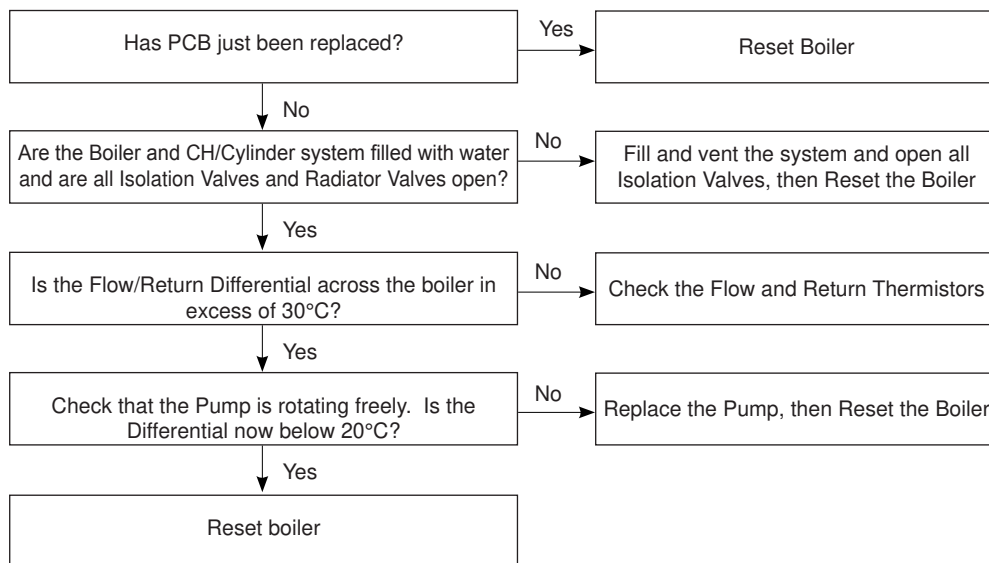 Has PCB just been replaced?
Yes
Reset Boiler
No
Are the Boiler and CH/Cylinder system filled with water
and are all Isolation Valves and Radiator Valves open?
No
Fill and vent the system and open all
Isolation Valves, then Reset the Boiler
Yes
Is the Flow/Return Differential across the boiler in
excess of 30°C?
No
Check the Flow and Return Thermistors
Yes
Check that the Pump is rotating freely.  Is the
Differential now below 20°C?
No
Replace the Pump, then Reset the Boiler
Yes
Reset boiler